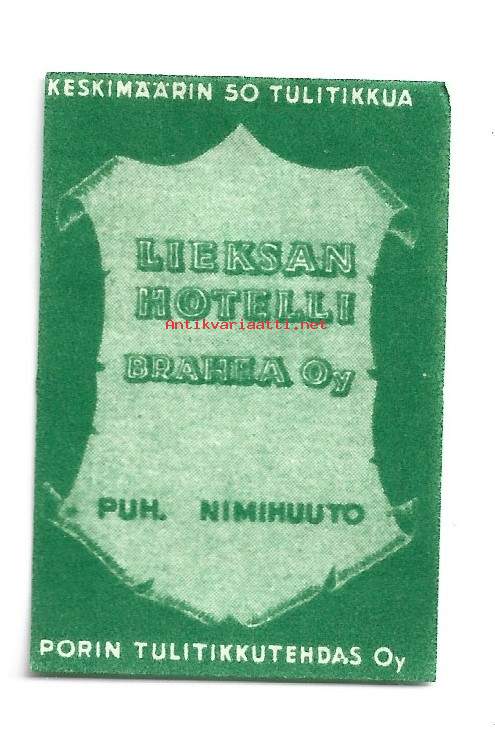 KESKIMÄÄRIN 50 TULITIKKUA
LIEKSAN
HOTELLI
Antikvariaatti.net
BRAHEA Oy
PUH. NIMIHUUTO
PORIN TULITIKKUTEHDAS Oy